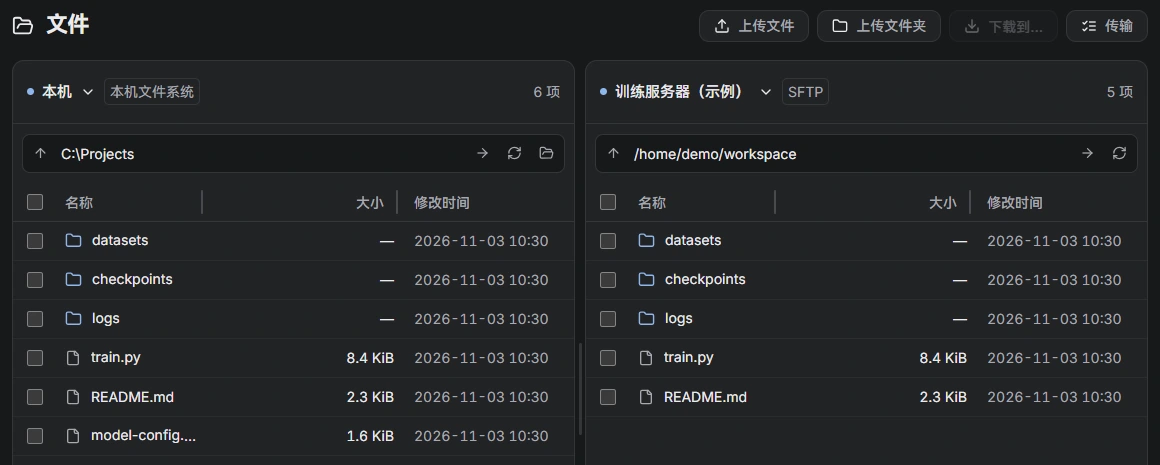 文件
上传文件 上传文件夹 下载到... 传输
本机 本机文件系统 6 项
C:\Projects
名称 大小 修改时间
datasets — 2026-11-03 10:30
checkpoints — 2026-11-03 10:30
logs — 2026-11-03 10:30
train.py 8.4 KiB 2026-11-03 10:30
README.md 2.3 KiB 2026-11-03 10:30
model-config.... 1.6 KiB 2026-11-03 10:30
训练服务器（示例） SFTP 5 项
/home/demo/workspace
名称 大小 修改时间
datasets — 2026-11-03 10:30
checkpoints — 2026-11-03 10:30
logs — 2026-11-03 10:30
train.py 8.4 KiB 2026-11-03 10:30
README.md 2.3 KiB 2026-11-03 10:30